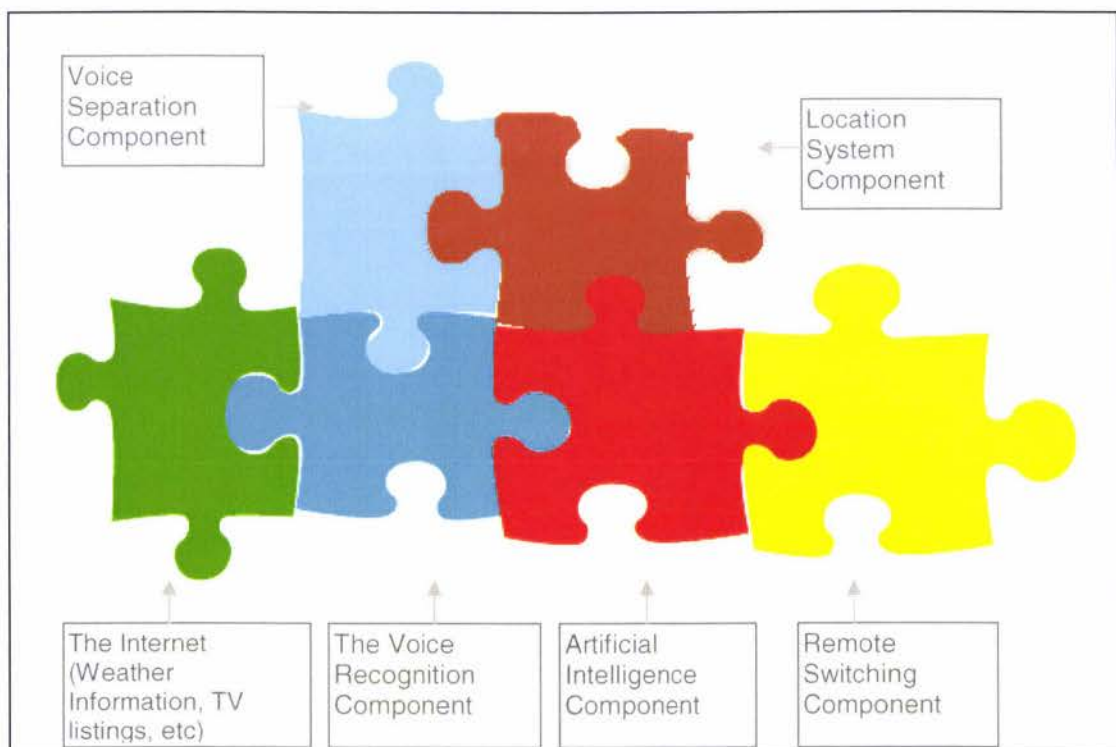 Voice
Separation
Component
Location
System
Component
The Internet
(Weather
Information, TV
listings, etc)
The Voice
Recognition
Component
Artificial
Intelligence
Component
Remote
Switching
Component